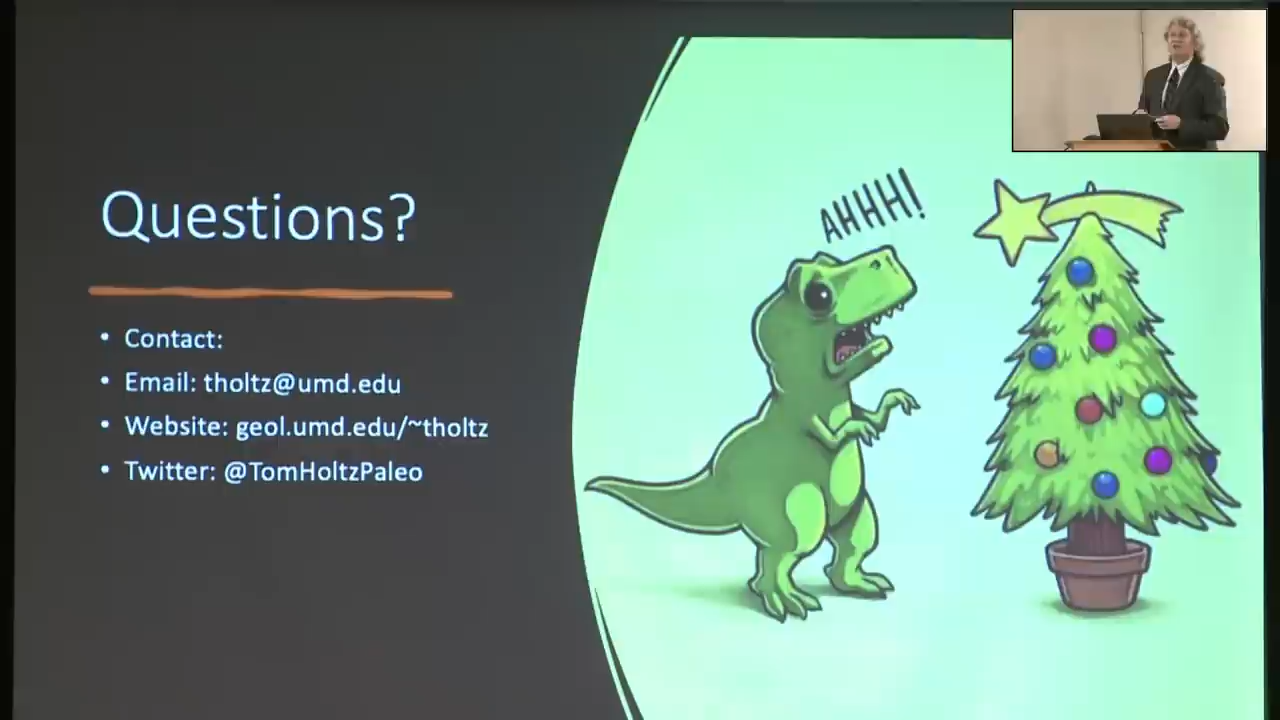 Questions?
• Contact:
• Email: tholtz@umd.edu
• Website: geol.umd.edu/~tholtz
• Twitter: @TomHoltzPaleo
AHHH!